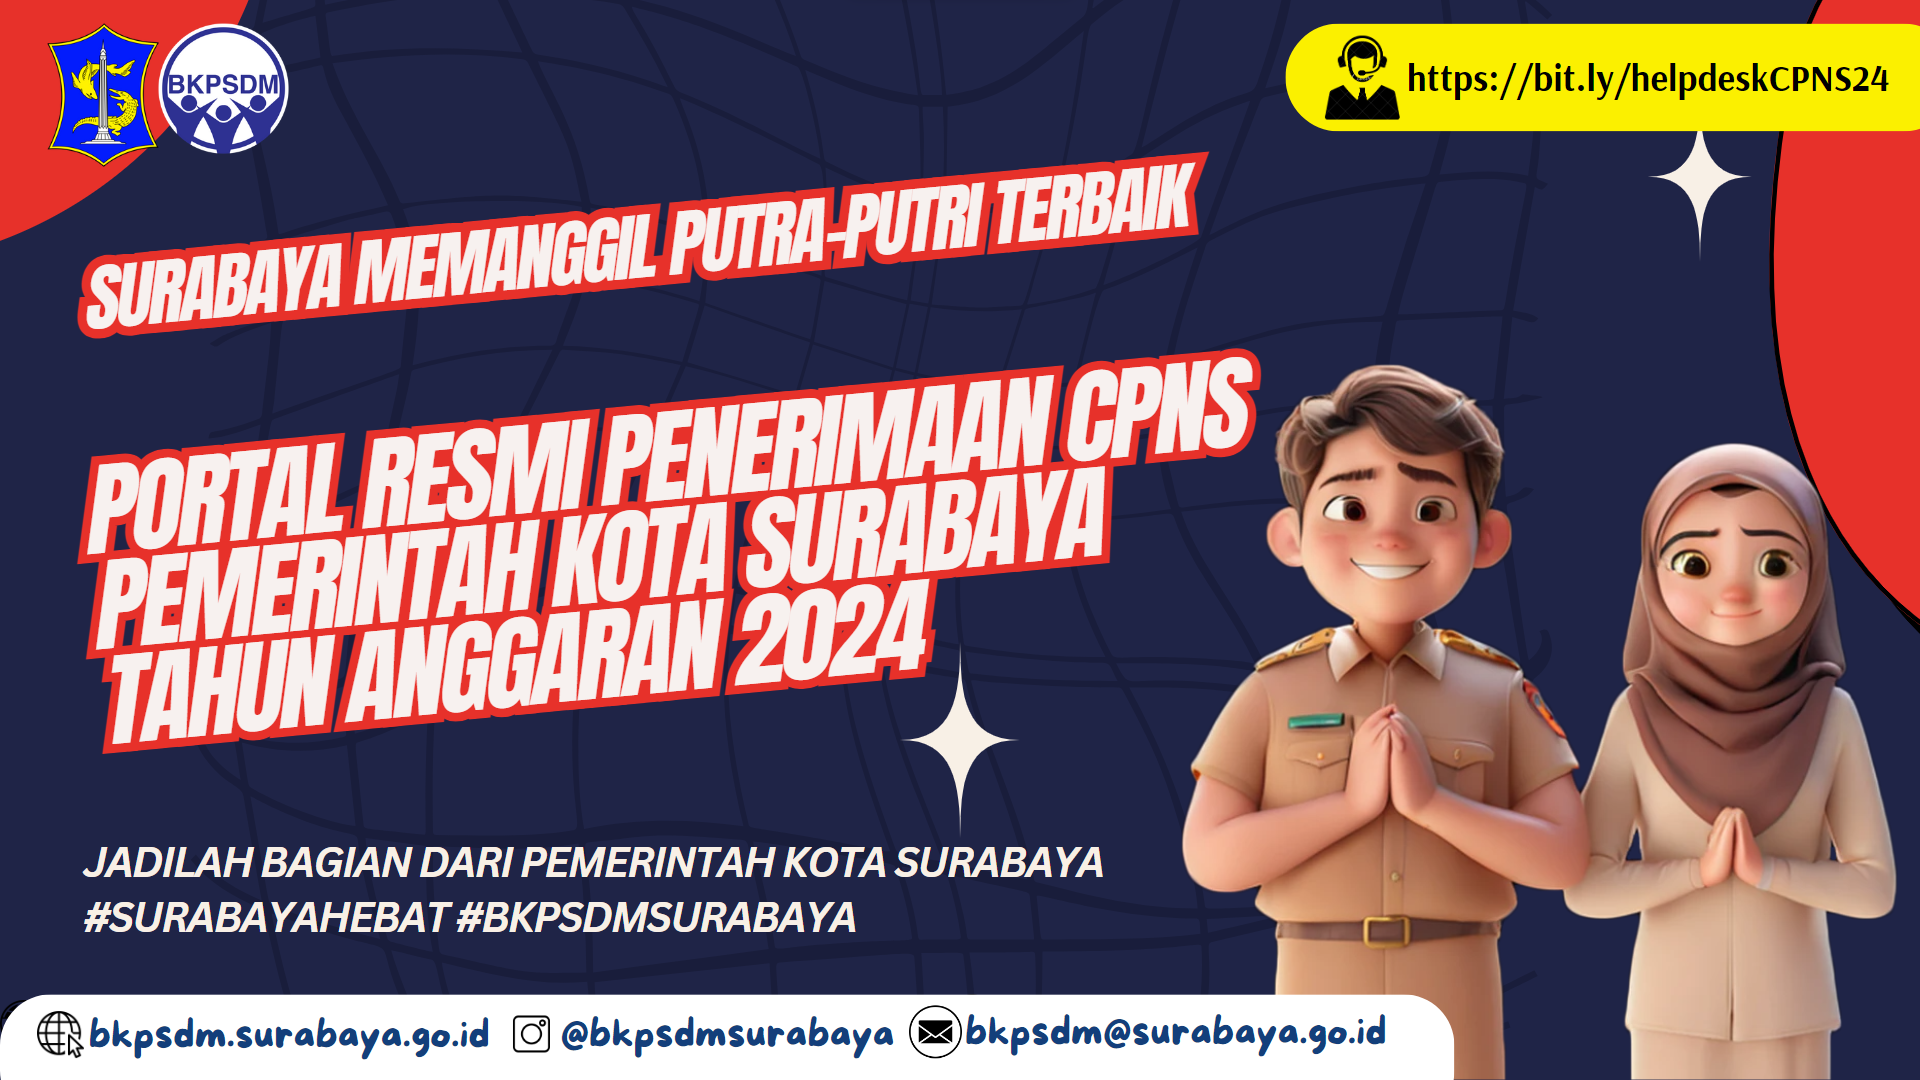 BKPSDM
https://bit.ly/helpdeskCPNS24
SURABAYA MEMANGGIL PUTRA-PUTRI TERBAIK
PORTAL RESMI PENERIMAAN CPNS
PEMERINTAH KOTA SURABAYA
TAHUN ANGGARAN 2024
JADILAH BAGIAN DARI PEMERINTAH KOTA SURABAYA
#SURABAYAHEBAT #BKPSDMSURABAYA
bkpsdm.surabaya.go.id @bkpsdmsurabaya bkpsdm@surabaya.go.id